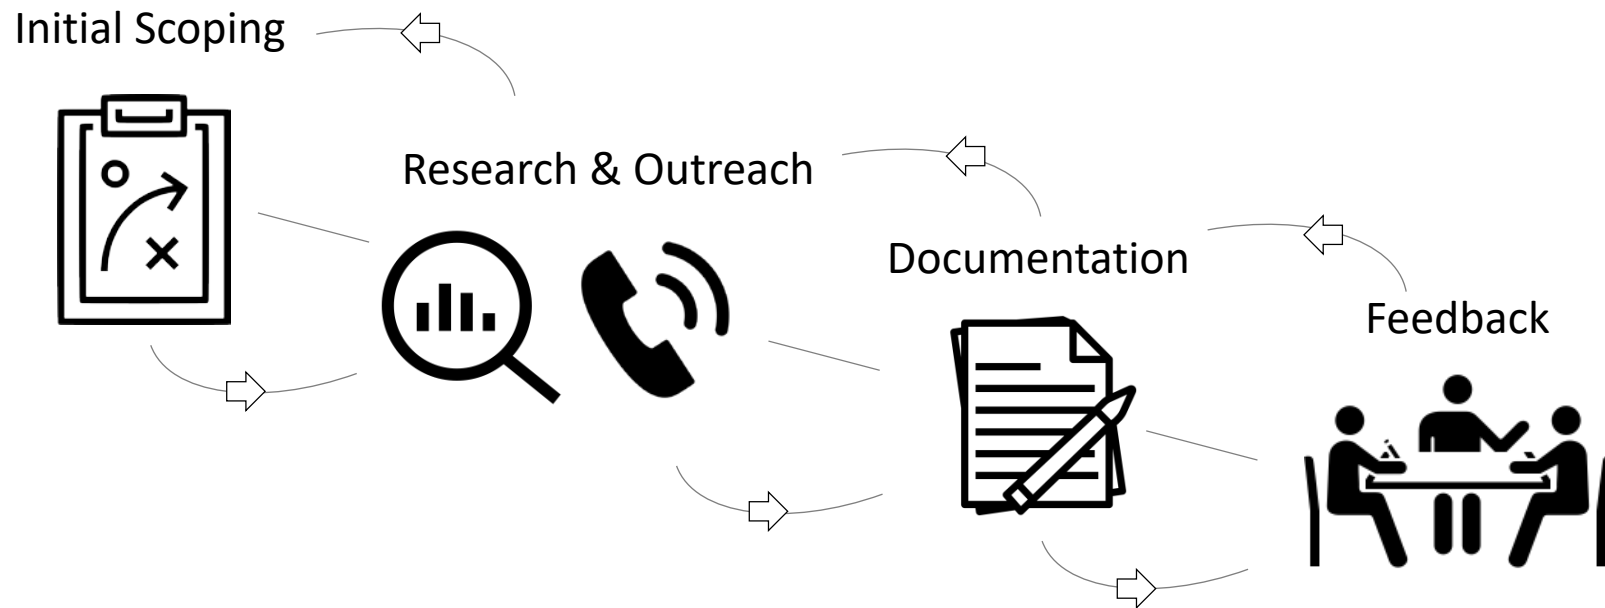 Initial Scoping
Research & Outreach
Documentation
Feedback